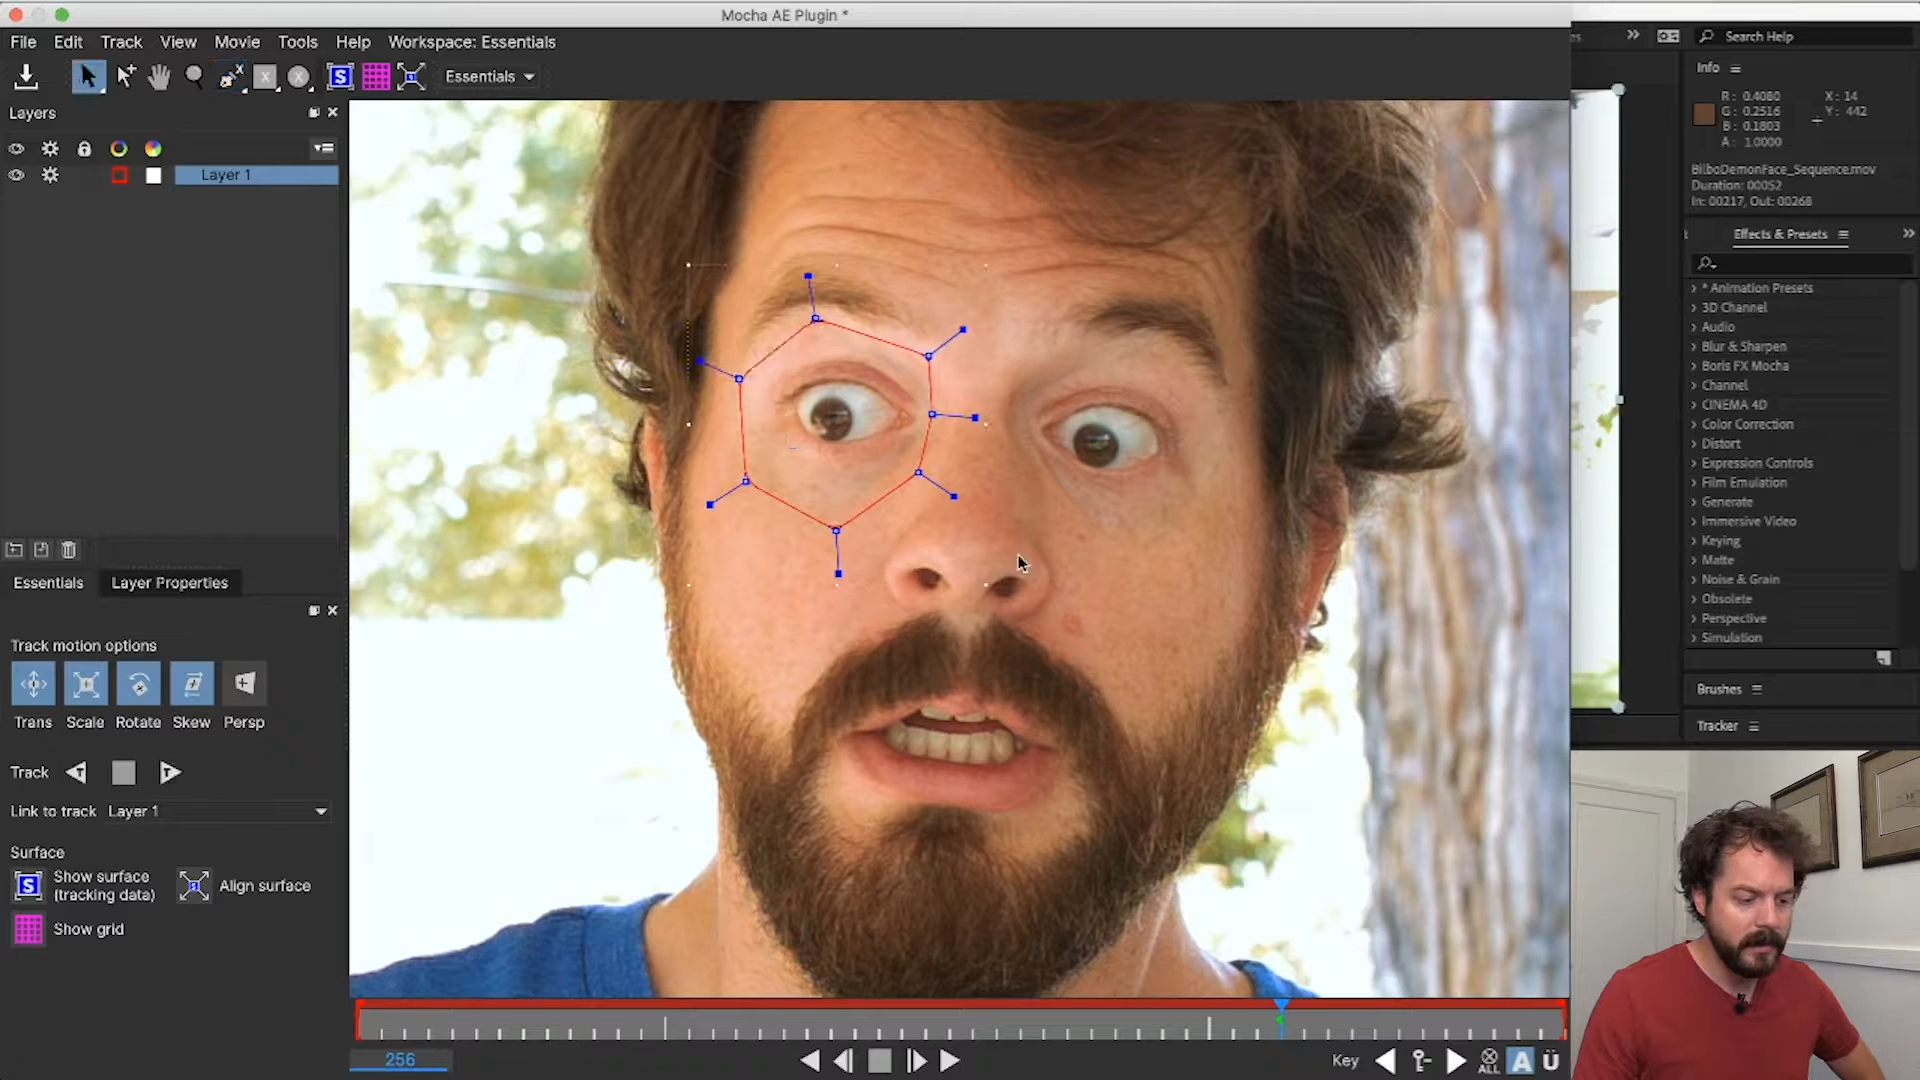 Mocha AE Plugin *
File Edit Track View Movie Tools Help Workspace: Essentials
Search Help
Essentials
Layers
Layer 1
Essentials Layer Properties
Track motion options
Trans Scale Rotate Skew Persp
Track
Link to track Layer 1
Surface
Show surface
(tracking data)
Align surface
Show grid
256
Key
ALL
A
Ü
Info
R: 0.4080
G: 0.2516
B: 0.1803
A: 1.0000
X: 14
Y: 442
BilboDemonFace_Sequence.mov
Duration: 00052
In: 00217, Out: 00268
Effects & Presets
* Animation Presets
3D Channel
Audio
Blur & Sharpen
Boris FX Mocha
Channel
CINEMA 4D
Color Correction
Distort
Expression Controls
Film Emulation
Generate
Immersive Video
Keying
Matte
Noise & Grain
Obsolete
Perspective
Simulation
Brushes
Tracker